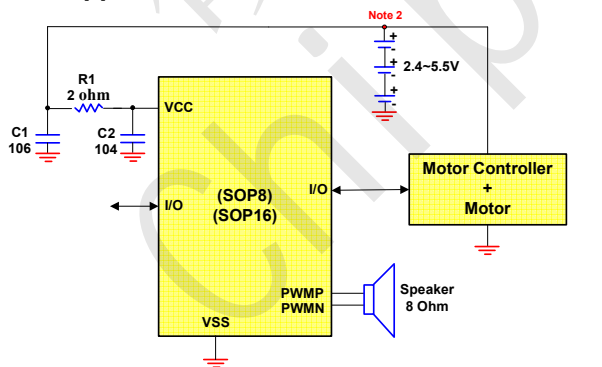 Note 2
+
-
+
-
+
-
2.4~5.5V
R1
2 ohm
C1
106
C2
104
VCC
I/O
(SOP8)
(SOP16)
I/O
Motor Controller
+
Motor
PWMP
PWMN
Speaker
8 Ohm
VSS
Chip